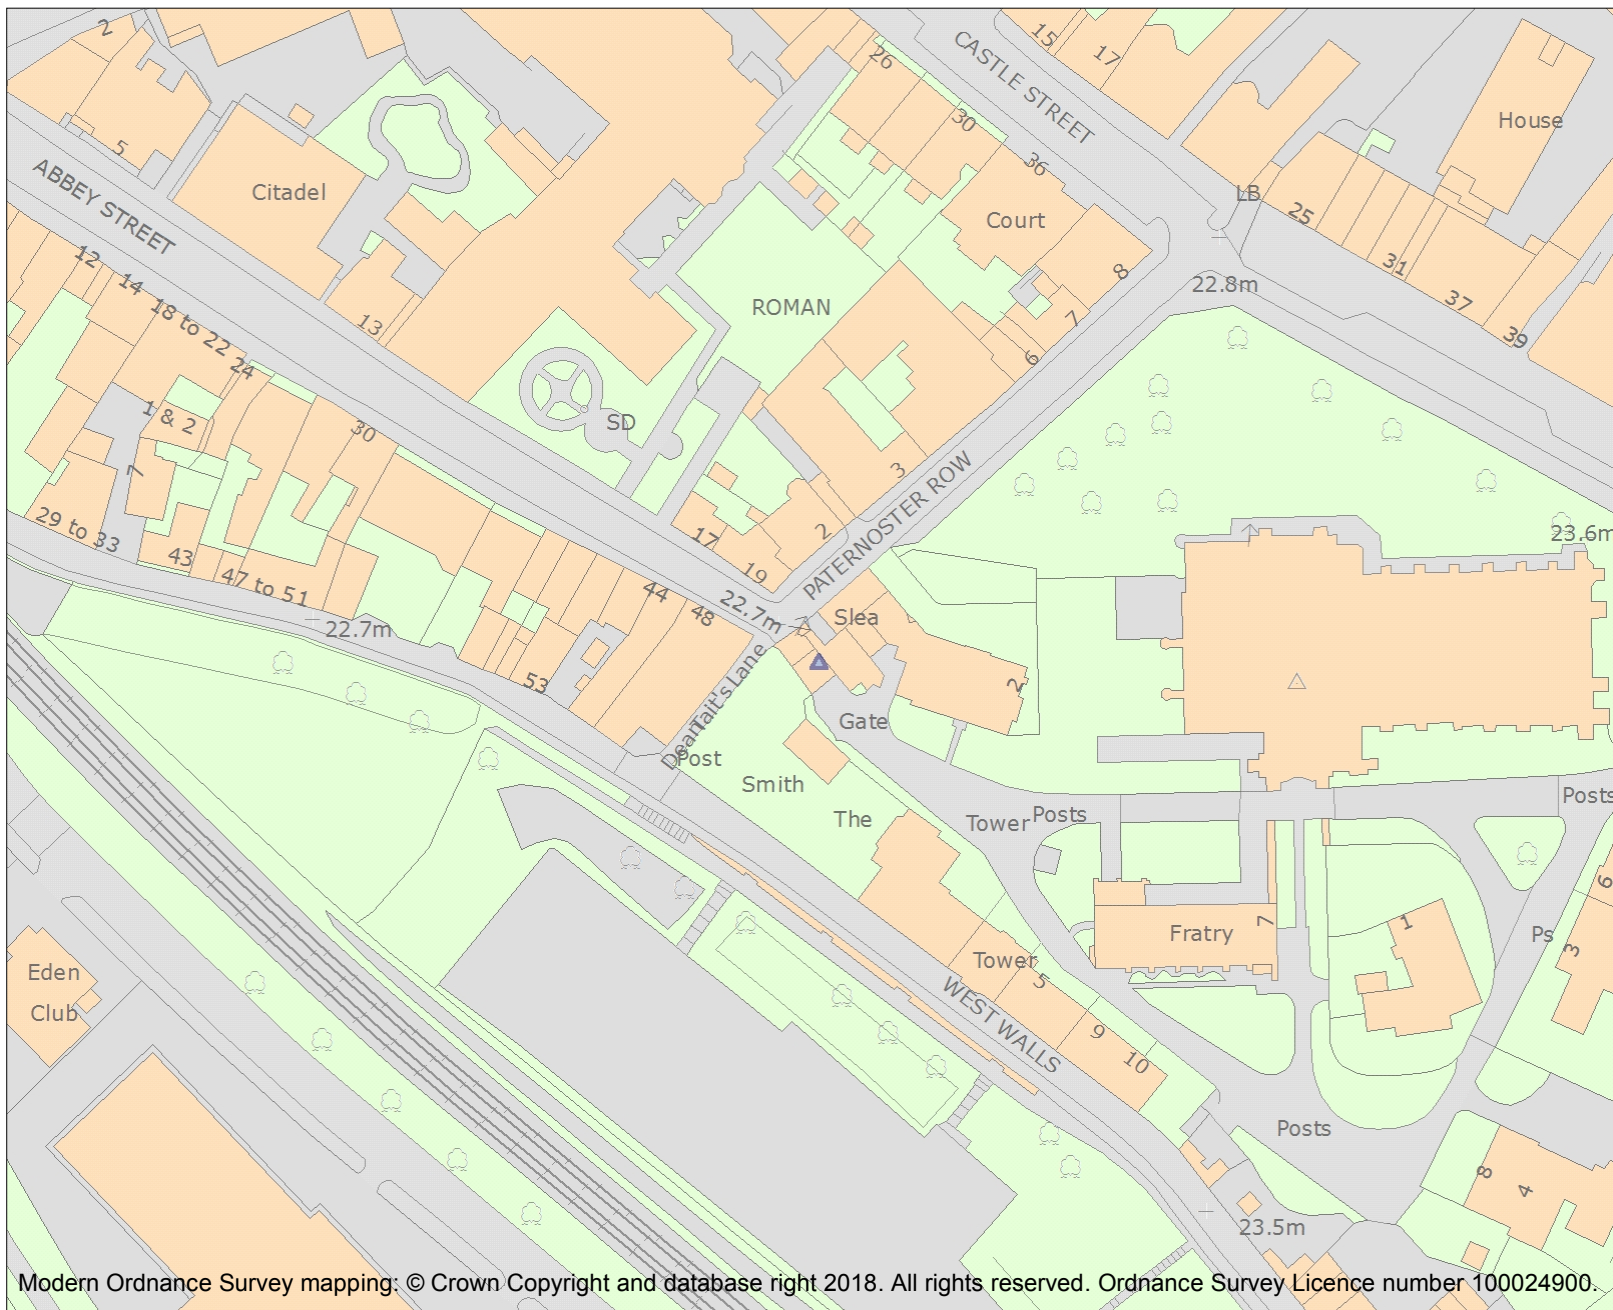 2
CASTLE STREET
15
17
26
House
30
5
36
ABBEY STREET
Citadel
LB
25
Court
12
31
8
14
22.8m
37
18 to 22
ROMAN
13
7
39
24
6
1 & 2
SD
30
7
3
PATERNOSTER ROW
29 to 33
17
2
23.6m
43
19
47 to 51
44
22.7m
48
Slea
22.7m
53
2
Dean Tait's Lane
Gate
Post
Smith
The
Tower
Posts
Posts
6
1
7
Fratry
Ps
3
Eden
Tower
5
Club
WEST WALLS
9
10
Posts
8
4
23.5m
Modern Ordnance Survey mapping: © Crown Copyright and database right 2018. All rights reserved. Ordnance Survey Licence number 100024900.